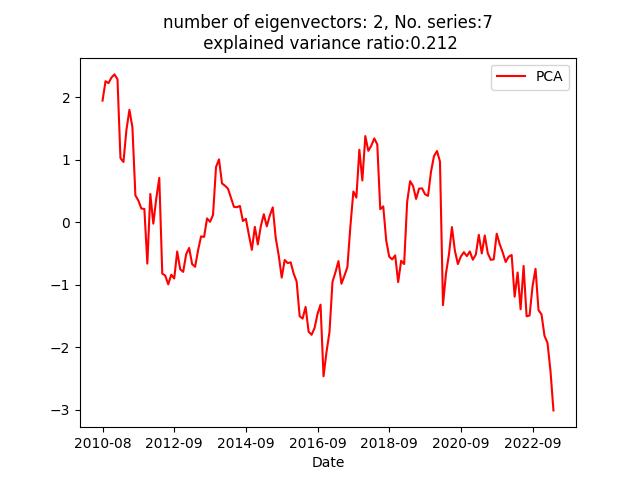 number of eigenvectors: 2, No. series:7
explained variance ratio:0.212
PCA
2
1
0
−1
−2
−3
2010-08 2012-09 2014-09 2016-09 2018-09 2020-09 2022-09
Date